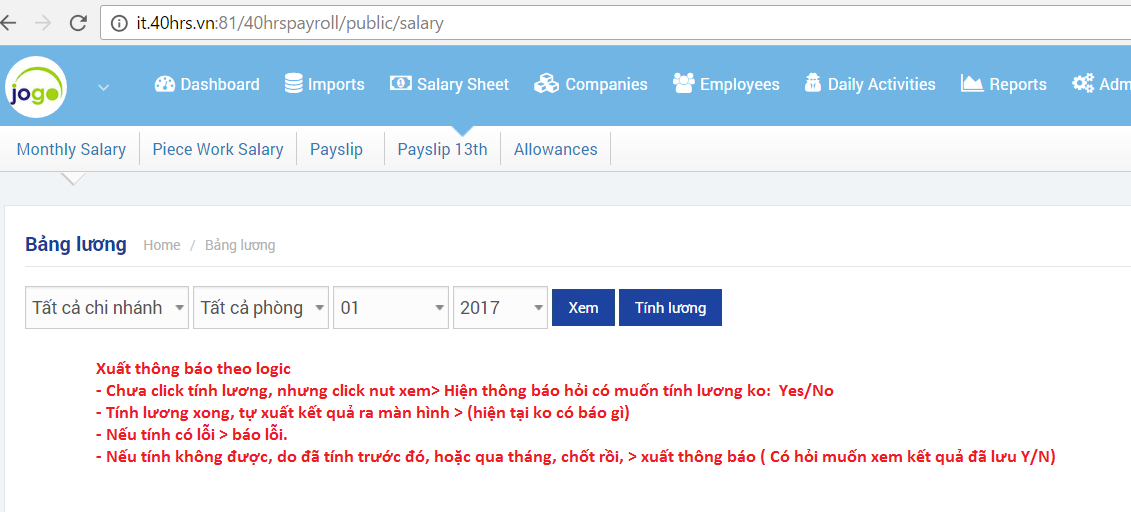 it.40hrs.vn:81/40hrspayroll/public/salary
jogo Dashboard Imports Salary Sheet Companies Employees Daily Activities Reports Adm
Monthly Salary Piece Work Salary Payslip Payslip 13th Allowances
Bảng lương Home / Bảng lương
Tất cả chi nhánh Tất cả phòng 01 2017 Xem Tính lương
Xuất thông báo theo logic
- Chưa click tính lương, nhưng click nut xem> Hiện thông báo hỏi có muốn tính lương ko: Yes/No
- Tính lương xong, tự xuất kết quả ra màn hình > (hiện tại ko có báo gì)
- Nếu tính có lỗi > báo lỗi.
- Nếu tính không được, do đã tính trước đó, hoặc qua tháng, chốt rồi, > xuất thông báo ( Có hỏi muốn xem kết quả đã lưu Y/N)